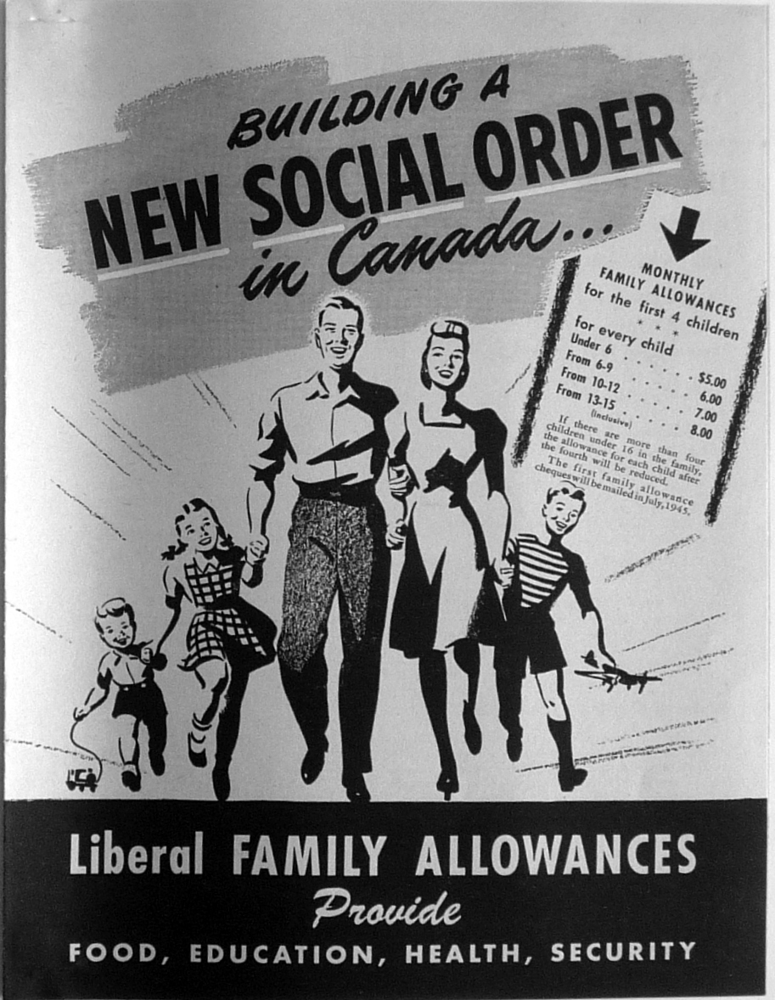 BUILDING A
NEW SOCIAL ORDER
in Canada...
MONTHLY
FAMILY ALLOWANCES
for the first 4 children
* * *
for every child
Under 6 . . . . . . $5.00
From 6-9 . . . . . . 6.00
From 10-12 . . . . . . 7.00
From 13-15 . . . . . . 8.00
(inclusive)
If there are more than four
children under 16 in the family,
the allowance for each child after
the fourth will be reduced.
The first family allowance
cheques will be mailed in July, 1945.
Liberal FAMILY ALLOWANCES
Provide
FOOD, EDUCATION, HEALTH, SECURITY